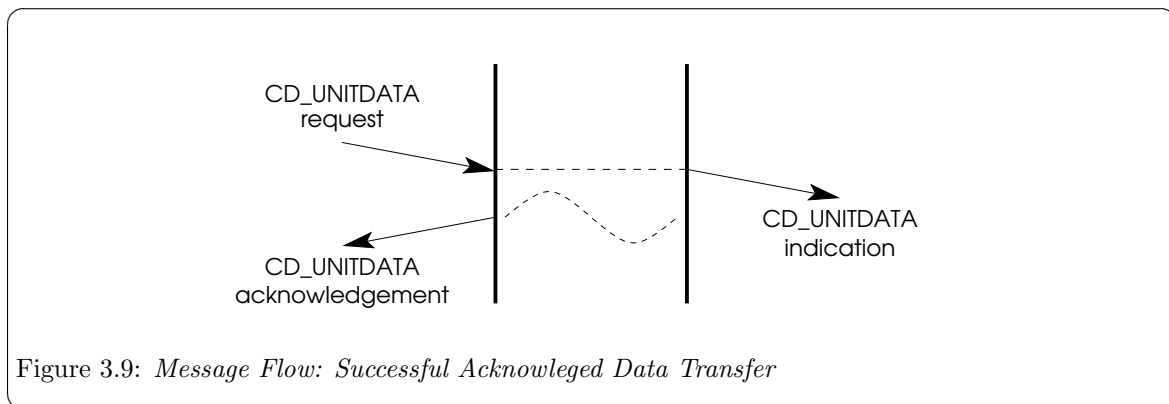 CD_UNITDATA
request
CD_UNITDATA
indication
CD_UNITDATA
acknowledgement
Figure 3.9: Message Flow: Successful Acknowleged Data Transfer